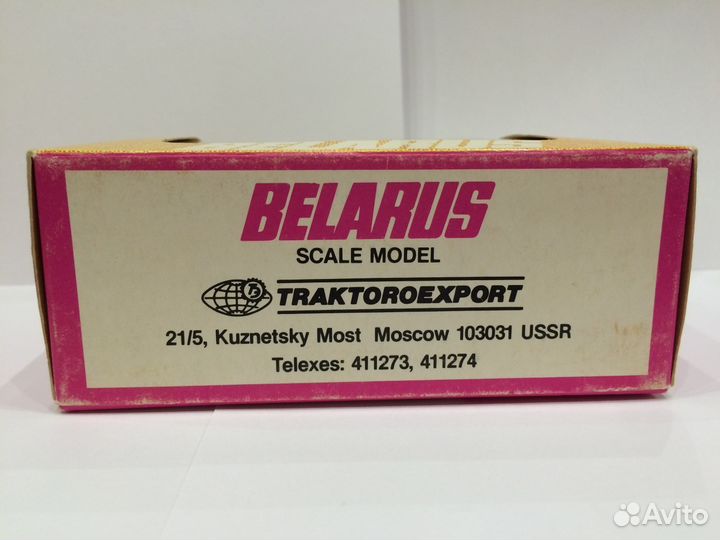 BELARUS
SCALE MODEL
TRAKTOROEXPORT
21/5, Kuznetsky Most Moscow 103031 USSR
Telexes: 411273, 411274
Avito